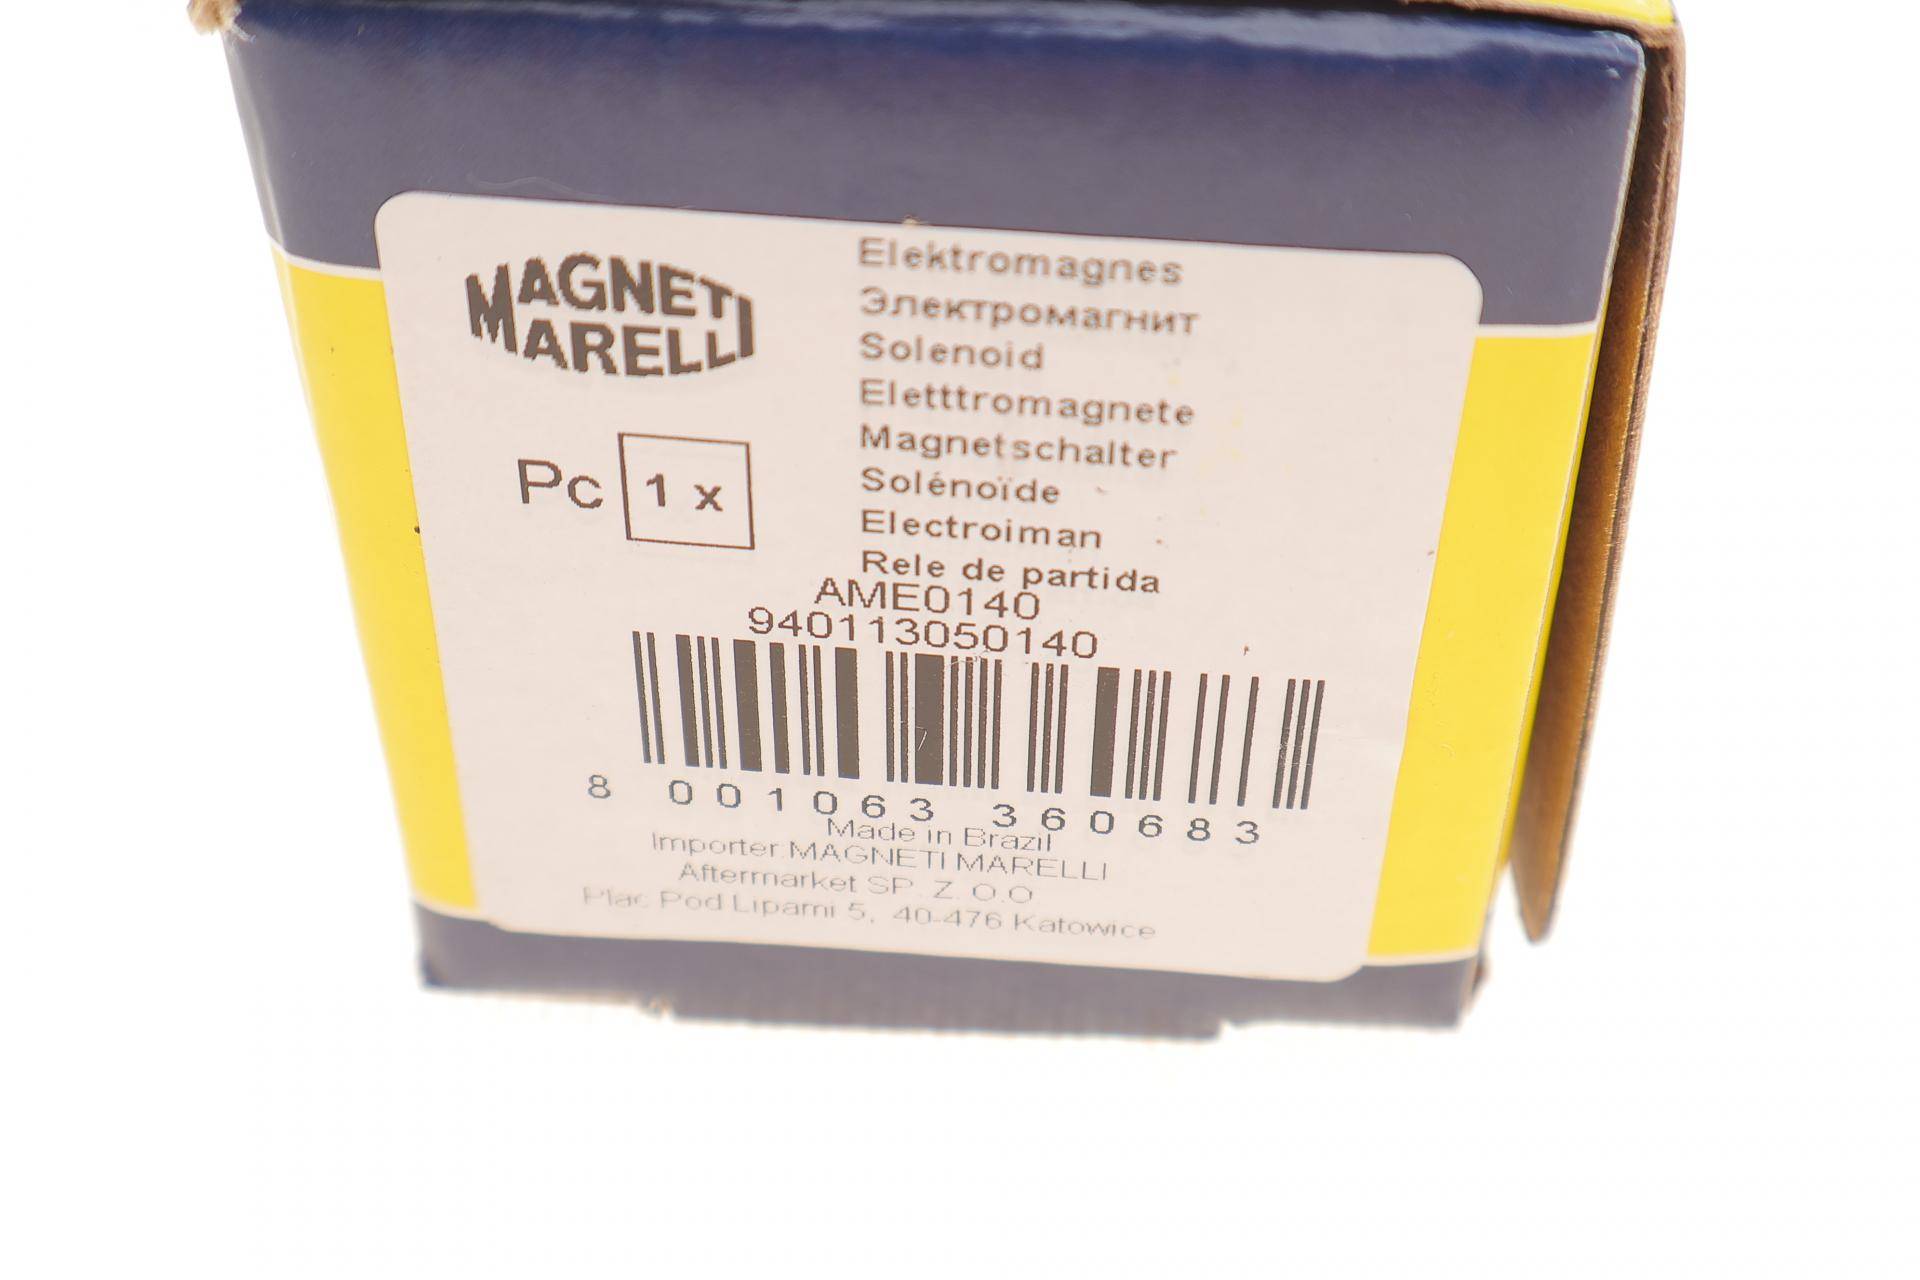 MAGNETI
MARELLI
Pc 1 x
Elektromagnes
Электромагнит
Solenoid
Eletttromagnete
Magnetschalter
Solénoïde
Electroiman
Rele de partida
AME0140
940113050140
8 001063 360683
Made in Brazil
Importer:MAGNETI MARELLI
Aftermarket SP. Z. O.O
Plac Pod Lipami 5, 40-476 Katowice